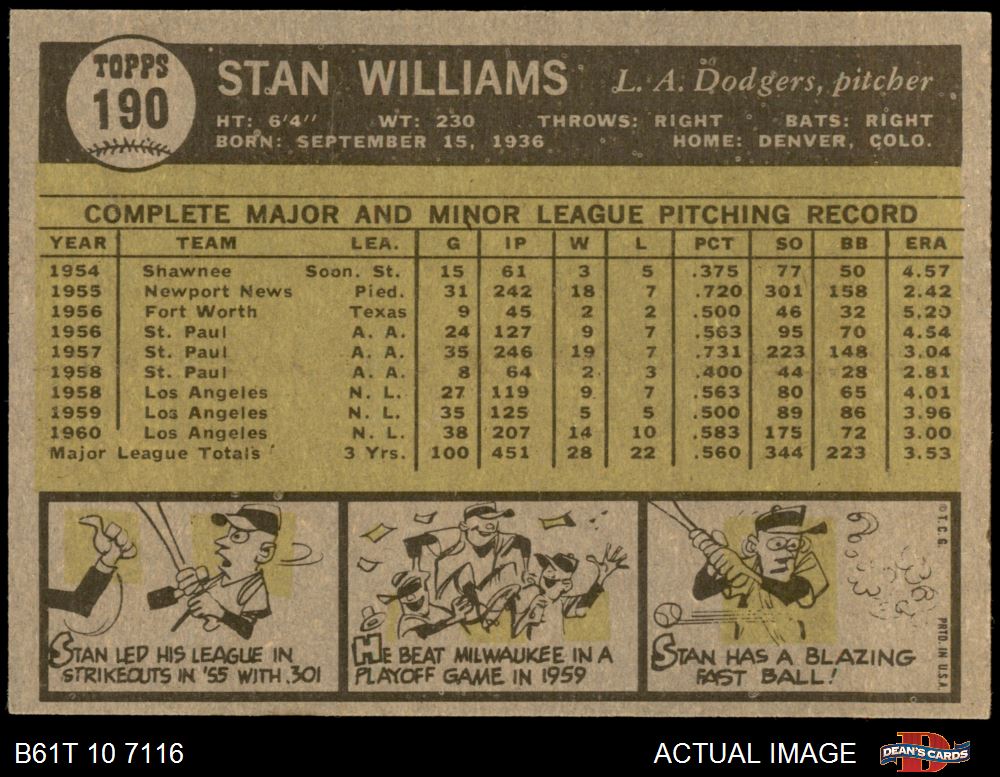 TOPPS
190
STAN WILLIAMS L. A. Dodgers, pitcher
HT: 6'4" WT: 230 THROWS: RIGHT BATS: RIGHT
BORN: SEPTEMBER 15, 1936 HOME: DENVER, COLO.
COMPLETE MAJOR AND MINOR LEAGUE PITCHING RECORD
YEAR TEAM LEA. G IP W L PCT SO BB ERA
1954 Shawnee Soon. St. 15 61 3 5 .375 77 50 4.57
1955 Newport News Pied. 31 242 18 7 .720 301 158 2.42
1956 Fort Worth Texas 9 45 2 2 .500 46 32 5.20
1956 St. Paul A. A. 24 127 9 7 .563 95 70 4.54
1957 St. Paul A. A. 35 246 19 7 .731 223 148 3.04
1958 St. Paul A. A. 8 64 2 3 .400 44 28 2.81
1958 Los Angeles N. L. 27 119 9 7 .563 80 65 4.01
1959 Los Angeles N. L. 35 125 5 5 .500 89 86 3.96
1960 Los Angeles N. L. 38 207 14 10 .583 175 72 3.00
Major League Totals 3 Yrs. 100 451 28 22 .560 344 223 3.53
STAN LED HIS LEAGUE IN
STRIKEOUTS IN '55 WITH .301
HE BEAT MILWAUKEE IN A
PLAYOFF GAME IN 1959
STAN HAS A BLAZING
FAST BALL!
© T.C.G. PRTD. IN U.S.A.
B61T 10 7116 ACTUAL IMAGE DEAN'S CARDS